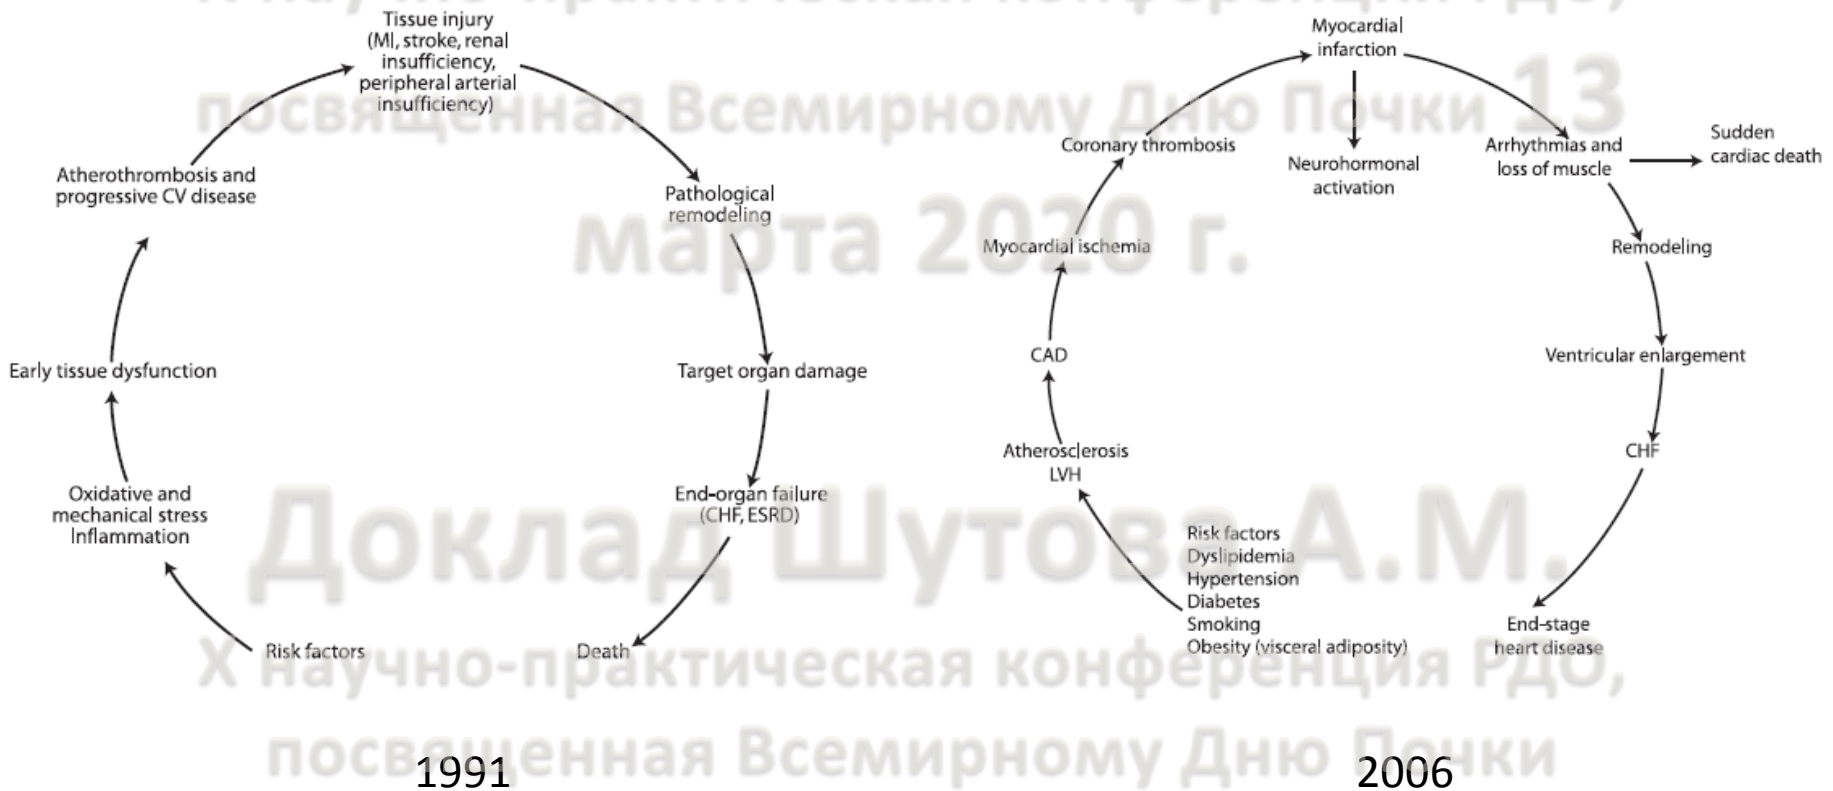 Х научно-практическая конференция РДО,
посвященная Всемирному Дню Почки 13
марта 2020 г.
Tissue injury
(MI, stroke, renal
insufficiency,
peripheral arterial
insufficiency)
Atherothrombosis and
progressive CV disease
Pathological
remodeling
Early tissue dysfunction
Target organ damage
Oxidative and
mechanical stress
Inflammation
End-organ failure
(CHF, ESRD)
Risk factors
Death
1991
Myocardial
infarction
Coronary thrombosis
Neurohormonal
activation
Arrhythmias and
loss of muscle
Sudden
cardiac death
Myocardial ischemia
Remodeling
CAD
Ventricular enlargement
Atherosclerosis
LVH
CHF
Risk factors
Dyslipidemia
Hypertension
Diabetes
Smoking
Obesity (visceral adiposity)
End-stage
heart disease
2006
Доклад Шутова А.М.
Х научно-практическая конференция РДО,
посвященная Всемирному Дню Почки